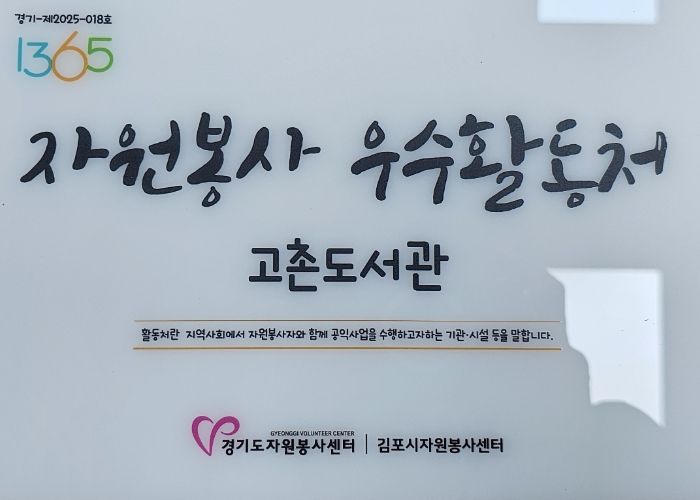 경기-제2025-018호
1365
자원봉사 우수활동처
고촌도서관
활동처란 지역사회에서 자원봉사자와 함께 공익사업을 수행하고자하는 기관·시설 등을 말합니다.
GYEONGGI VOLUNTEER CENTER
경기도자원봉사센터 | 김포시자원봉사센터